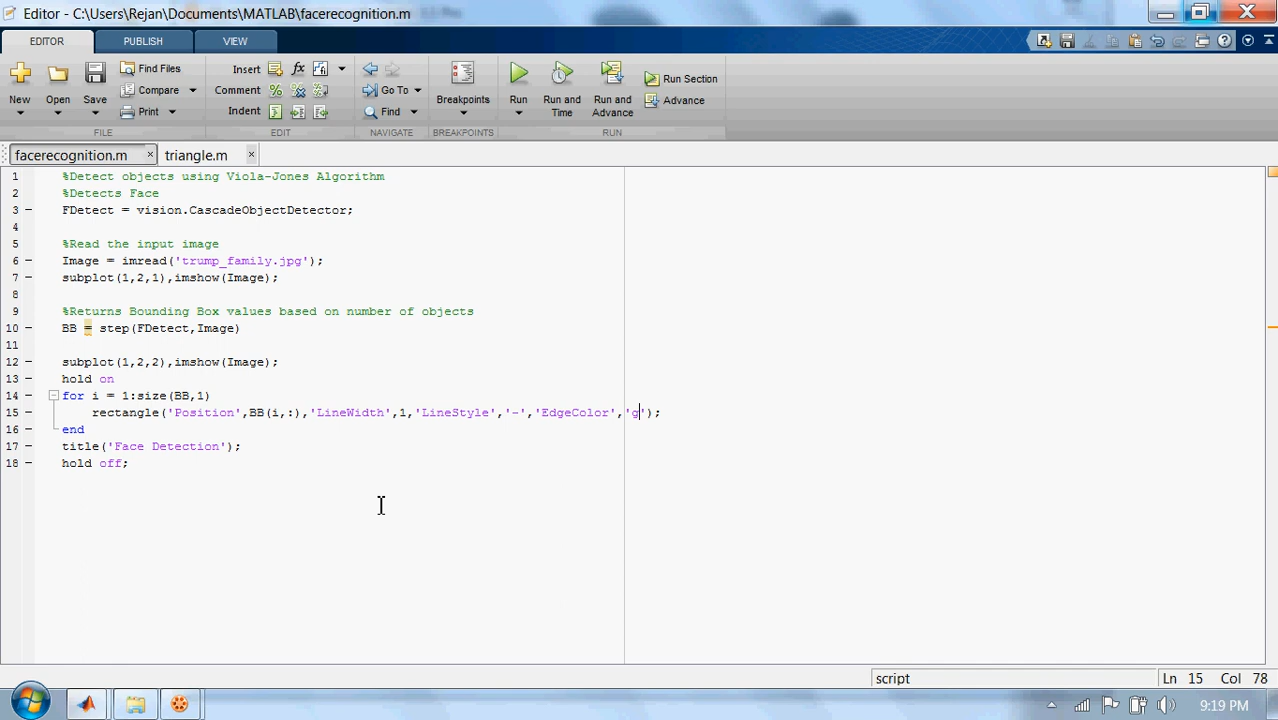 Editor - C:\Users\Rejan\Documents\MATLAB\facerecognition.m
EDITOR PUBLISH VIEW
New Open Save Find Files Compare Print
Insert Comment Indent
Go To Find
Breakpoints
Run Run and Time Run and Advance Run Section Advance
FILE EDIT NAVIGATE BREAKPOINTS RUN
facerecognition.m × triangle.m ×
1 – %Detect objects using Viola-Jones Algorithm
2 %Detects Face
3 – FDetect = vision.CascadeObjectDetector;
4
5 %Read the input image
6 – Image = imread('trump_family.jpg');
7 – subplot(1,2,1),imshow(Image);
8
9 %Returns Bounding Box values based on number of objects
10 – BB = step(FDetect,Image)
11
12 – subplot(1,2,2),imshow(Image);
13 – hold on
14 – for i = 1:size(BB,1)
15 – rectangle('Position',BB(i,:),'LineWidth',1,'LineStyle','-','EdgeColor','g');
16 – end
17 – title('Face Detection');
18 – hold off;
script Ln 15 Col 78
9:19 PM